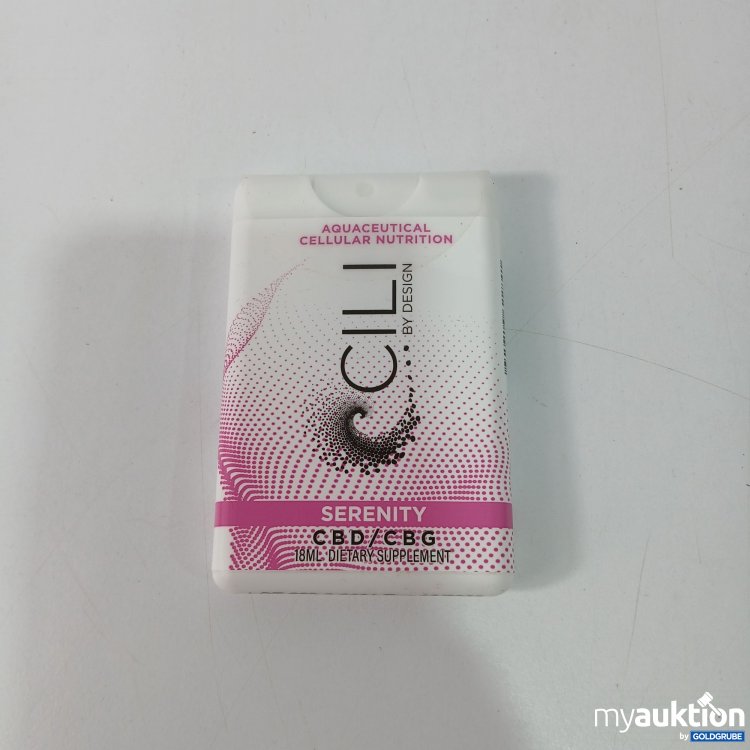 AQUACEUTICAL
CELLULAR NUTRITION
CILI
BY DESIGN
SERENITY
CBD/CBG
18ML DIETARY SUPPLEMENT
myauktion
by GOLDGRUBE